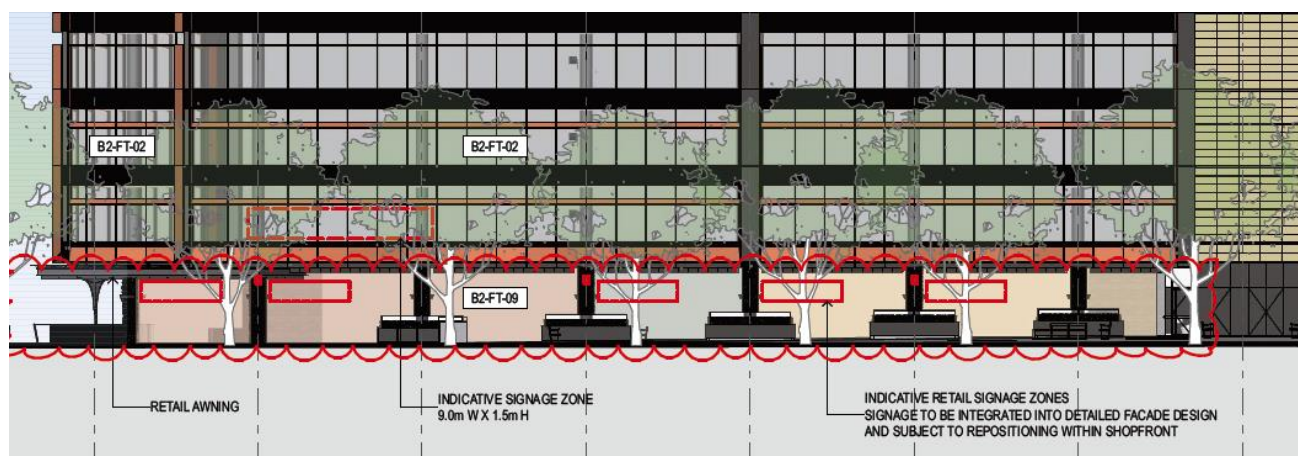 B2-FT-02
B2-FT-02
B2-FT-09
RETAIL AWNING
INDICATIVE SIGNAGE ZONE
9.0m W X 1.5m H
INDICATIVE RETAIL SIGNAGE ZONES
SIGNAGE TO BE INTEGRATED INTO DETAILED FACADE DESIGN
AND SUBJECT TO REPOSITIONING WITHIN SHOPFRONT